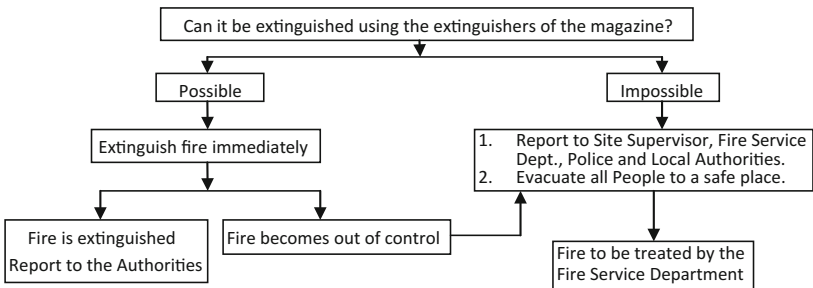 Can it be extinguished using the extinguishers of the magazine?
Possible
Impossible
Extinguish fire immediately
1. Report to Site Supervisor, Fire Service
Dept., Police and Local Authorities.
2. Evacuate all People to a safe place.
Fire is extinguished
Report to the Authorities
Fire becomes out of control
Fire to be treated by the
Fire Service Department